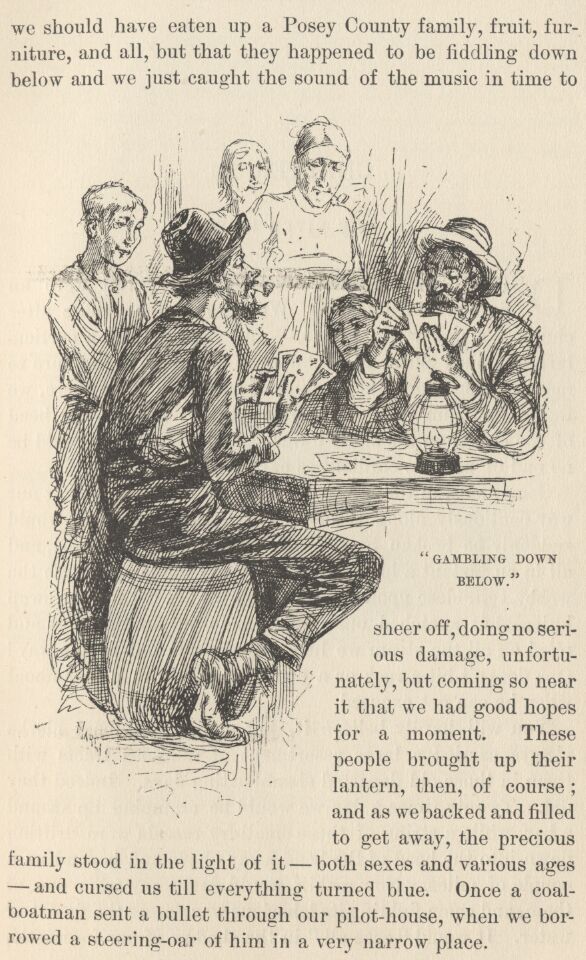 we should have eaten up a Posey County family, fruit, fur-
niture, and all, but that they happened to be fiddling down
below and we just caught the sound of the music in time to
“GAMBLING DOWN
BELOW.”
sheer off, doing no seri-
ous damage, unfortu-
nately, but coming so near
it that we had good hopes
for a moment. These
people brought up their
lantern, then, of course;
and as we backed and filled
to get away, the precious
family stood in the light of it—both sexes and various ages
—and cursed us till everything turned blue. Once a coal-
boatman sent a bullet through our pilot-house, when we bor-
rowed a steering-oar of him in a very narrow place.